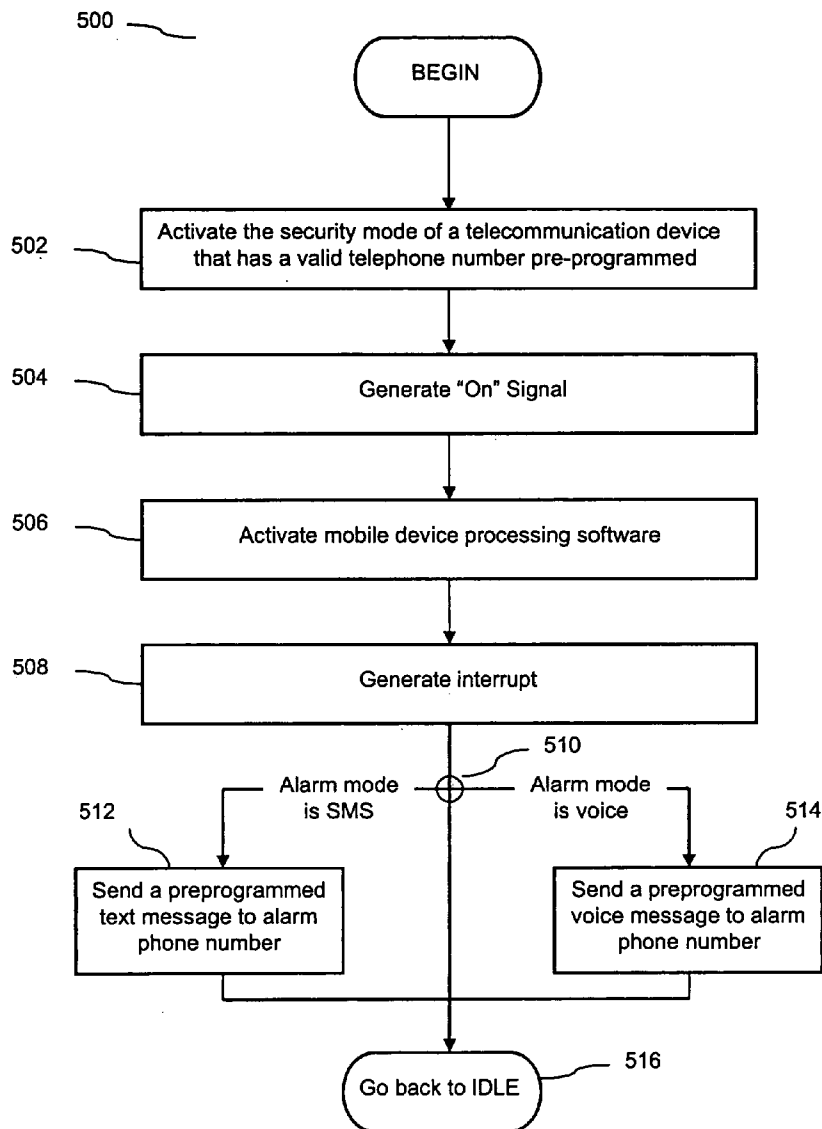 500
BEGIN
502
Activate the security mode of a telecommunication device
that has a valid telephone number pre-programmed
504
Generate “On” Signal
506
Activate mobile device processing software
508
Generate interrupt
510
Alarm mode
is SMS
Alarm mode
is voice
512
514
Send a preprogrammed
text message to alarm
phone number
Send a preprogrammed
voice message to alarm
phone number
516
Go back to IDLE